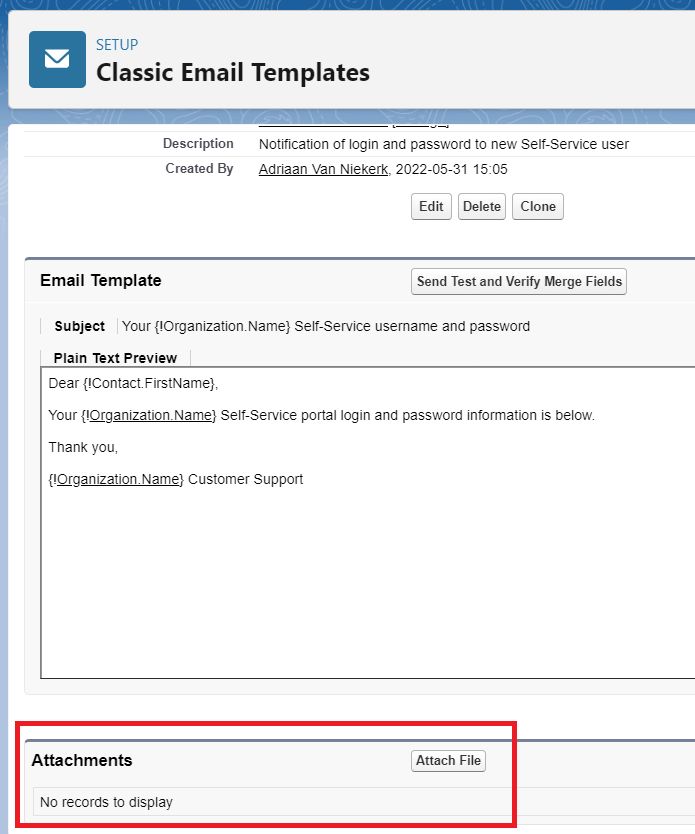 SETUP
Classic Email Templates
Description Notification of login and password to new Self-Service user
Created By Adriaan Van Niekerk, 2022-05-31 15:05
Edit Delete Clone
Email Template Send Test and Verify Merge Fields
Subject Your {!Organization.Name} Self-Service username and password
Plain Text Preview
Dear {!Contact.FirstName},
Your {!Organization.Name} Self-Service portal login and password information is below.
Thank you,
{!Organization.Name} Customer Support
Attachments Attach File
No records to display